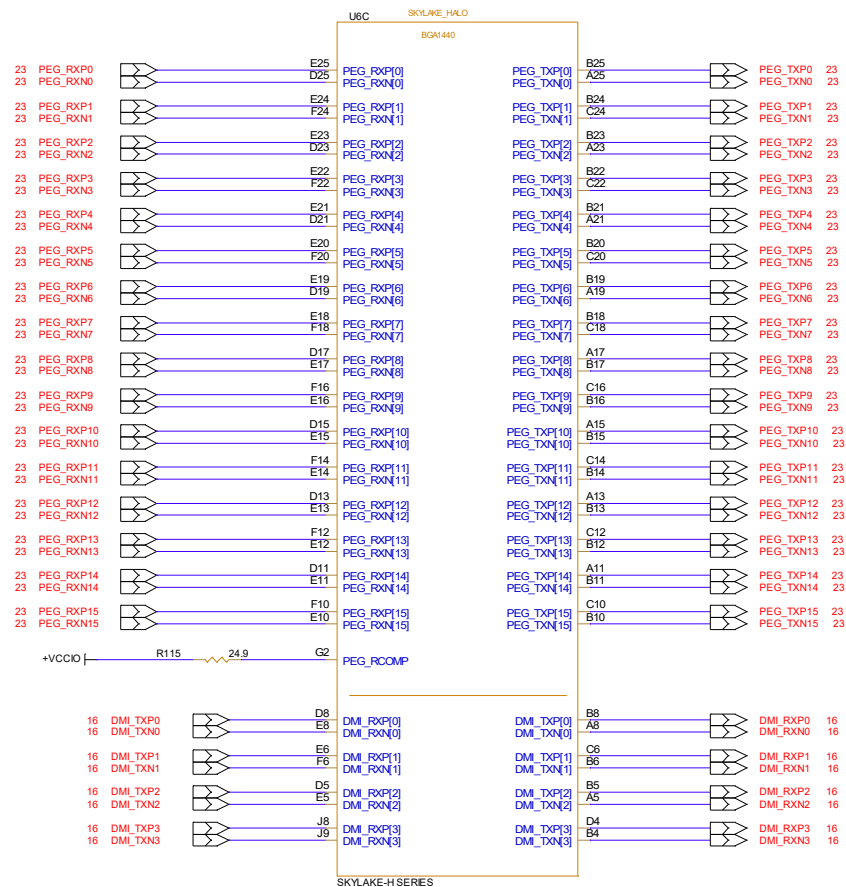 U6C SKYLAKE_HALO
BGA1440
23 PEG_RXP0 E25 PEG_RXP[0] PEG_TXP[0] B25 PEG_TXP0 23
23 PEG_RXN0 D25 PEG_RXN[0] PEG_TXN[0] A25 PEG_TXN0 23
23 PEG_RXP1 E24 PEG_RXP[1] PEG_TXP[1] B24 PEG_TXP1 23
23 PEG_RXN1 F24 PEG_RXN[1] PEG_TXN[1] C24 PEG_TXN1 23
23 PEG_RXP2 E23 PEG_RXP[2] PEG_TXP[2] B23 PEG_TXP2 23
23 PEG_RXN2 D23 PEG_RXN[2] PEG_TXN[2] A23 PEG_TXN2 23
23 PEG_RXP3 E22 PEG_RXP[3] PEG_TXP[3] B22 PEG_TXP3 23
23 PEG_RXN3 F22 PEG_RXN[3] PEG_TXN[3] C22 PEG_TXN3 23
23 PEG_RXP4 E21 PEG_RXP[4] PEG_TXP[4] B21 PEG_TXP4 23
23 PEG_RXN4 D21 PEG_RXN[4] PEG_TXN[4] A21 PEG_TXN4 23
23 PEG_RXP5 E20 PEG_RXP[5] PEG_TXP[5] B20 PEG_TXP5 23
23 PEG_RXN5 F20 PEG_RXN[5] PEG_TXN[5] C20 PEG_TXN5 23
23 PEG_RXP6 E19 PEG_RXP[6] PEG_TXP[6] B19 PEG_TXP6 23
23 PEG_RXN6 D19 PEG_RXN[6] PEG_TXN[6] A19 PEG_TXN6 23
23 PEG_RXP7 E18 PEG_RXP[7] PEG_TXP[7] B18 PEG_TXP7 23
23 PEG_RXN7 F18 PEG_RXN[7] PEG_TXN[7] C18 PEG_TXN7 23
23 PEG_RXP8 D17 PEG_RXP[8] PEG_TXP[8] A17 PEG_TXP8 23
23 PEG_RXN8 E17 PEG_RXN[8] PEG_TXN[8] B17 PEG_TXN8 23
23 PEG_RXP9 F16 PEG_RXP[9] PEG_TXP[9] C16 PEG_TXP9 23
23 PEG_RXN9 E16 PEG_RXN[9] PEG_TXN[9] B16 PEG_TXN9 23
23 PEG_RXP10 D15 PEG_RXP[10] PEG_TXP[10] A15 PEG_TXP10 23
23 PEG_RXN10 E15 PEG_RXN[10] PEG_TXN[10] B15 PEG_TXN10 23
23 PEG_RXP11 F14 PEG_RXP[11] PEG_TXP[11] C14 PEG_TXP11 23
23 PEG_RXN11 E14 PEG_RXN[11] PEG_TXN[11] B14 PEG_TXN11 23
23 PEG_RXP12 D13 PEG_RXP[12] PEG_TXP[12] A13 PEG_TXP12 23
23 PEG_RXN12 E13 PEG_RXN[12] PEG_TXN[12] B13 PEG_TXN12 23
23 PEG_RXP13 F12 PEG_RXP[13] PEG_TXP[13] C12 PEG_TXP13 23
23 PEG_RXN13 E12 PEG_RXN[13] PEG_TXN[13] B12 PEG_TXN13 23
23 PEG_RXP14 D11 PEG_RXP[14] PEG_TXP[14] A11 PEG_TXP14 23
23 PEG_RXN14 E11 PEG_RXN[14] PEG_TXN[14] B11 PEG_TXN14 23
23 PEG_RXP15 F10 PEG_RXP[15] PEG_TXP[15] C10 PEG_TXP15 23
23 PEG_RXN15 E10 PEG_RXN[15] PEG_TXN[15] B10 PEG_TXN15 23
+VCCIO R115 24.9 G2 PEG_RCOMP
16 DMI_TXP0 D8 DMI_RXP[0] DMI_TXP[0] B8 DMI_RXP0 16
16 DMI_TXN0 E8 DMI_RXN[0] DMI_TXN[0] A8 DMI_RXN0 16
16 DMI_TXP1 E6 DMI_RXP[1] DMI_TXP[1] C6 DMI_RXP1 16
16 DMI_TXN1 F6 DMI_RXN[1] DMI_TXN[1] B6 DMI_RXN1 16
16 DMI_TXP2 D5 DMI_RXP[2] DMI_TXP[2] B5 DMI_RXP2 16
16 DMI_TXN2 E5 DMI_RXN[2] DMI_TXN[2] A5 DMI_RXN2 16
16 DMI_TXP3 J8 DMI_RXP[3] DMI_TXP[3] D4 DMI_RXP3 16
16 DMI_TXN3 J9 DMI_RXN[3] DMI_TXN[3] B4 DMI_RXN3 16
SKYLAKE-H SERIES